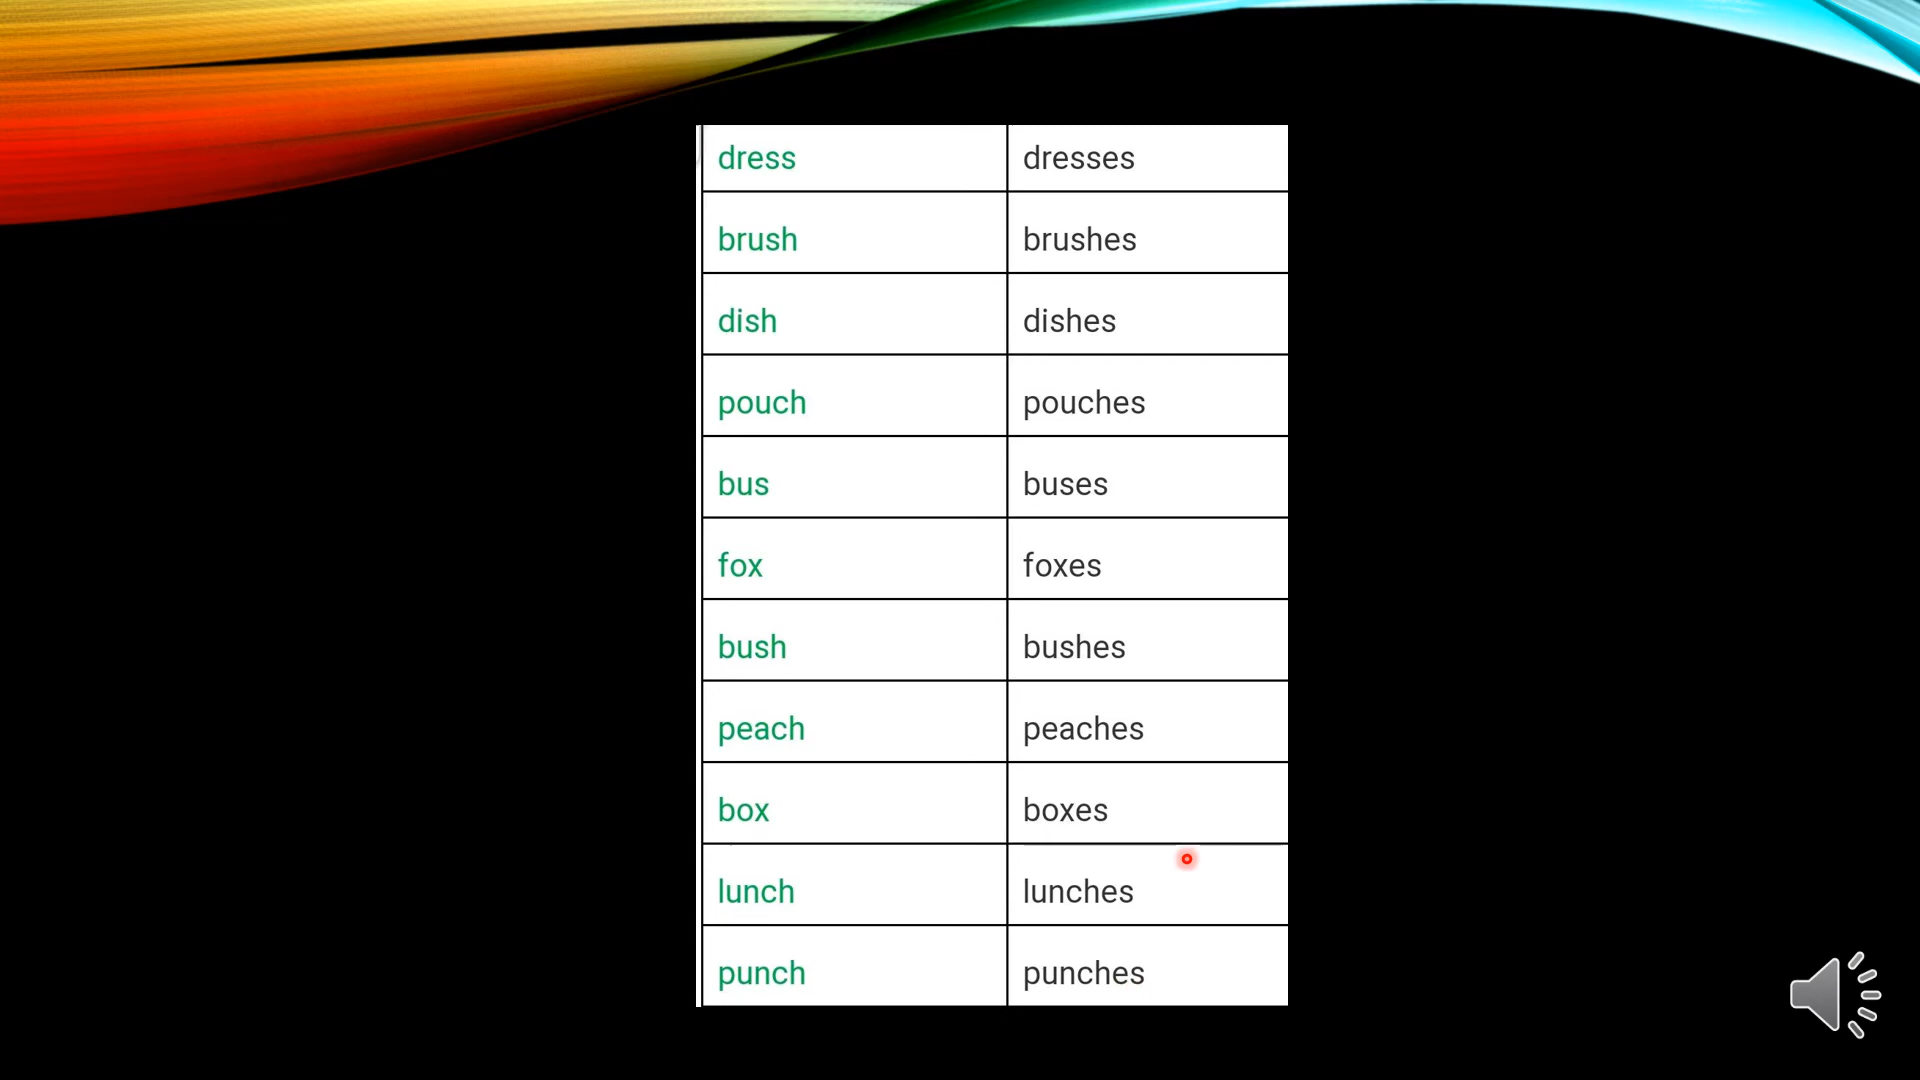 dress dresses
brush brushes
dish dishes
pouch pouches
bus buses
fox foxes
bush bushes
peach peaches
box boxes
lunch lunches
punch punches